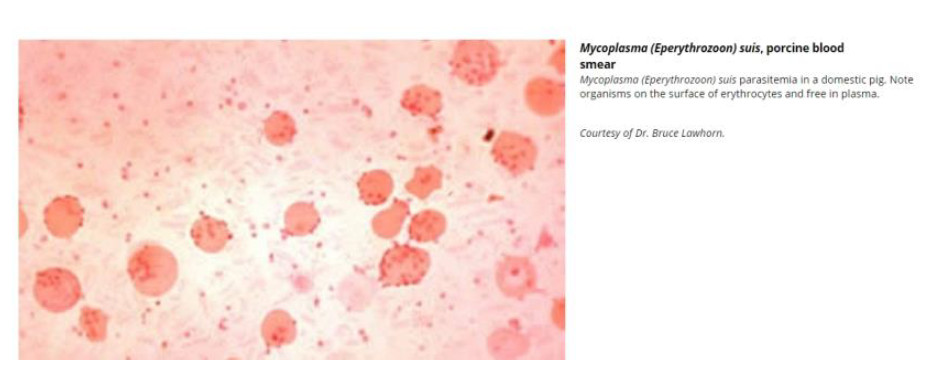 Mycoplasma (Eperythrozoon) suis, porcine blood
smear
Mycoplasma (Eperythrozoon) suis parasitemia in a domestic pig. Note
organisms on the surface of erythrocytes and free in plasma.
Courtesy of Dr. Bruce Lawhorn.